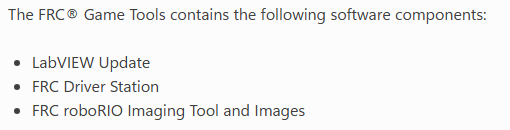 The FRC® Game Tools contains the following software components:
• LabVIEW Update
• FRC Driver Station
• FRC roboRIO Imaging Tool and Images